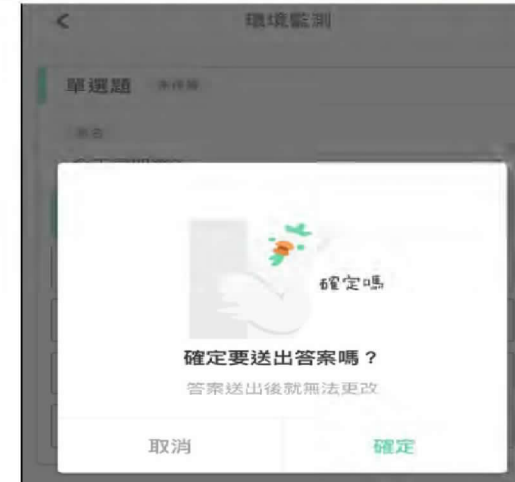 環境監測
單選題
確定嗎
確定要送出答案嗎？
答案送出後就無法更改
取消
確定